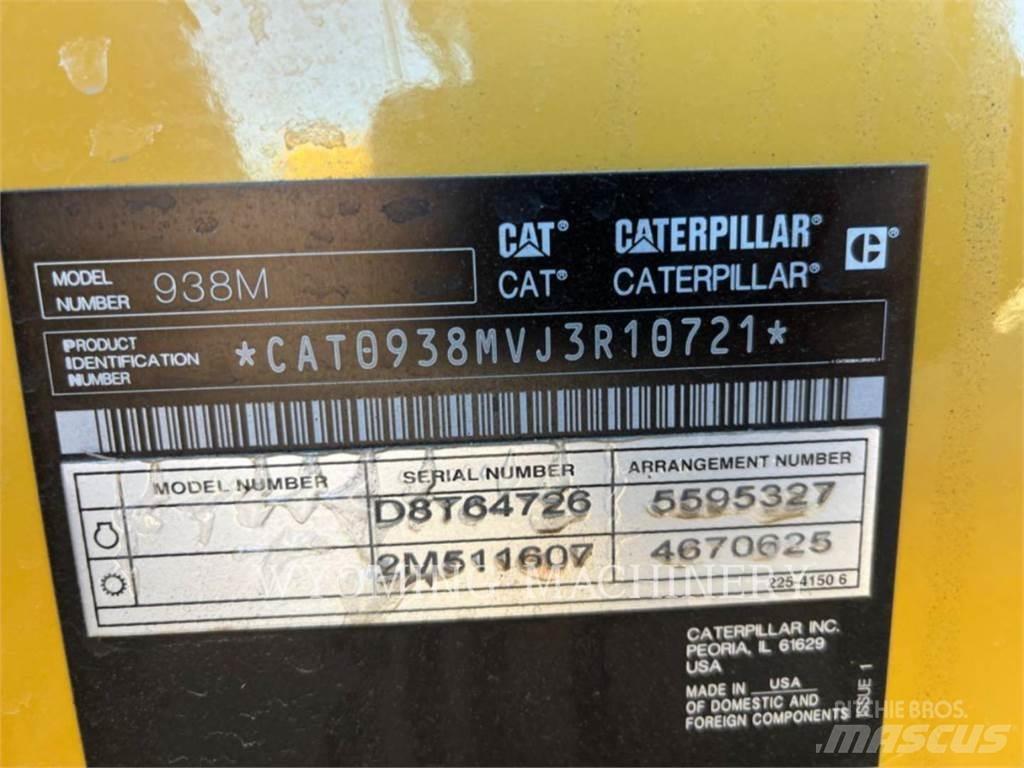 CAT® CATERPILLAR®
CAT® CATERPILLAR®
MODEL
NUMBER 938M
PRODUCT
IDENTIFICATION
NUMBER
*CAT0938MVJ3R10721*
MODEL NUMBER SERIAL NUMBER ARRANGEMENT NUMBER
D8T64726 5595327
2M511607 4670625
225-4150 6
WYOMING MACHINERY
CATERPILLAR INC.
PEORIA, IL 61629
USA
MADE IN USA
OF DOMESTIC AND
FOREIGN COMPONENTS
ISSUE 1
RITCHIE BROS.
MASCUS